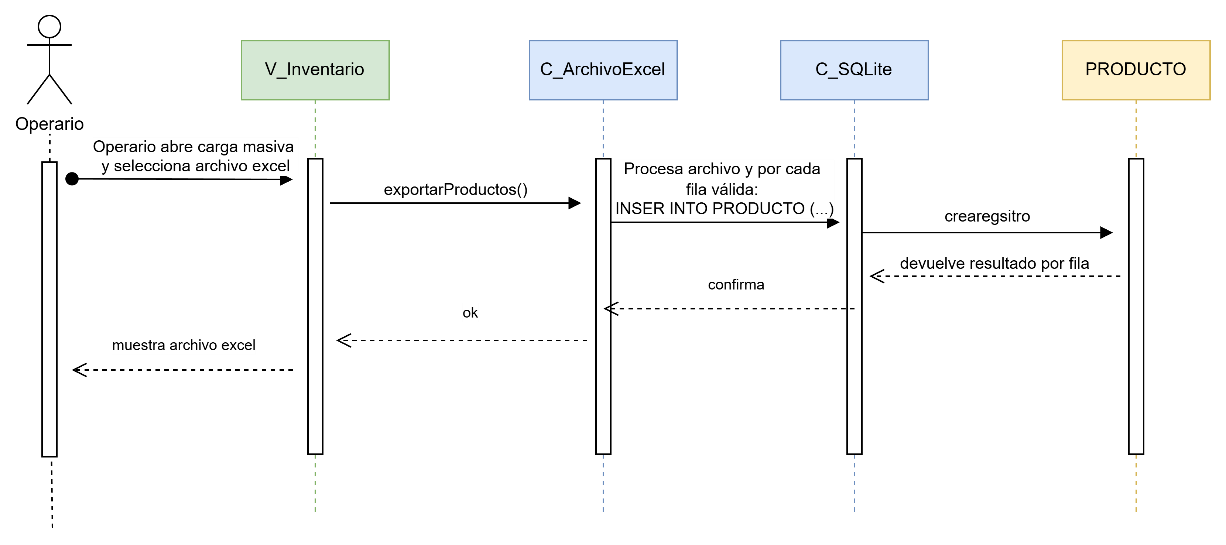 V_Inventario
C_ArchivoExcel
C_SQLite
PRODUCTO
Operario
Operario abre carga masiva
y selecciona archivo excel
exportarProductos()
Procesa archivo y por cada
fila válida:
INSER INTO PRODUCTO (...)
crearegsitro
devuelve resultado por fila
confirma
ok
muestra archivo excel